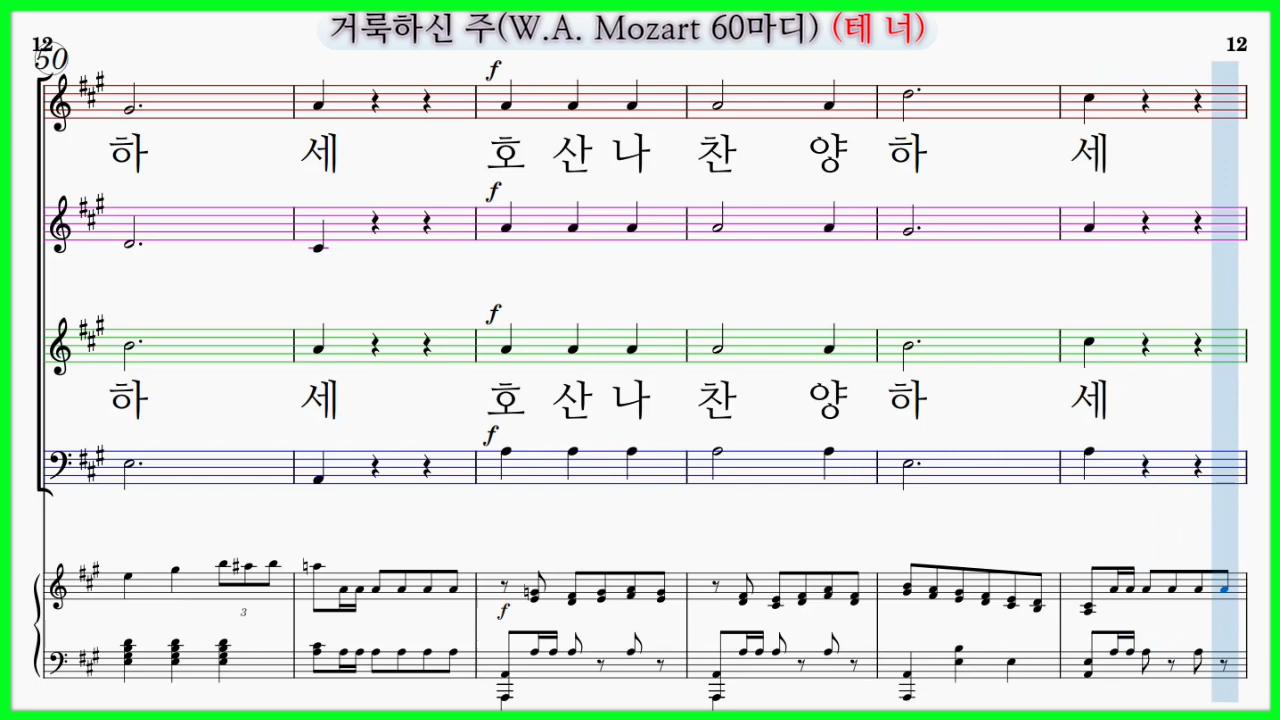 거룩하신 주(W.A. Mozart 60마디) (테 너)
12
12
50
f
하 세 호 산 나 찬 양 하 세
f
f
하 세 호 산 나 찬 양 하 세
f
3
f